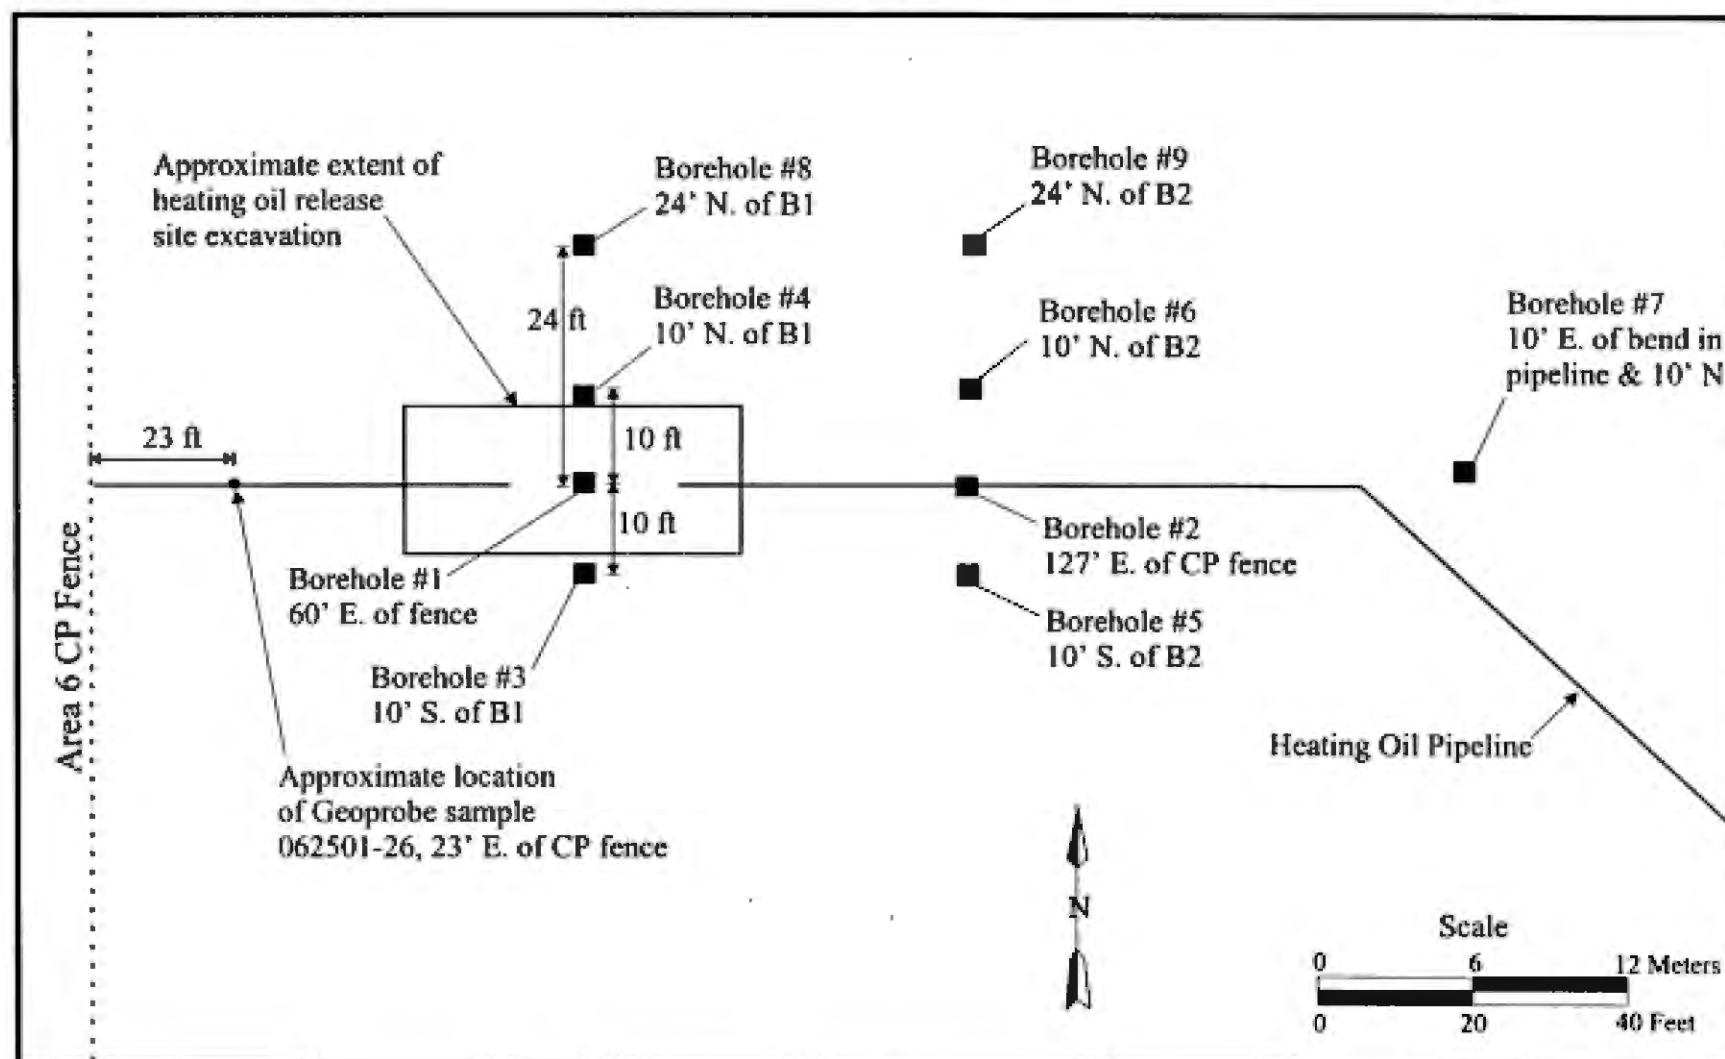 Approximate extent of
heating oil release
site excavation
Borehole #8
24' N. of B1
Borehole #9
24' N. of B2
24 ft
Borehole #4
10' N. of B1
Borehole #6
10' N. of B2
Borehole #7
10' E. of bend in
pipeline & 10' N
23 ft
10 ft
10 ft
Borehole #1
60' E. of fence
Borehole #2
127' E. of CP fence
Borehole #3
10' S. of B1
Borehole #5
10' S. of B2
Area 6 CP Fence
Approximate location
of Geoprobe sample
062501-26, 23' E. of CP fence
Heating Oil Pipeline
N
Scale
0 6 12 Meters
0 20 40 Feet